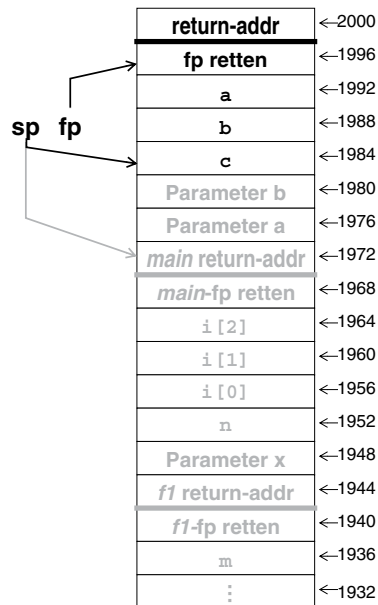 return-addr ←2000
fp retten ←1996
a ←1992
b ←1988
sp fp
c ←1984
Parameter b ←1980
Parameter a ←1976
main return-addr ←1972
main-fp retten ←1968
i[2] ←1964
i[1] ←1960
i[0] ←1956
n ←1952
Parameter x ←1948
f1 return-addr ←1944
f1-fp retten ←1940
m ←1936
⋮ ←1932